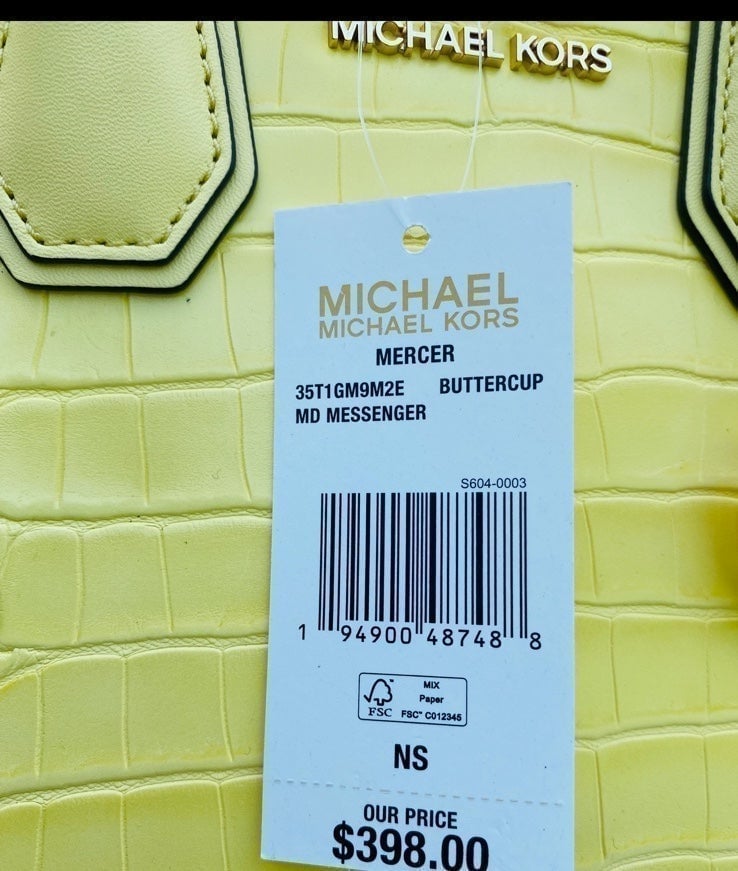 MICHAEL KORS
MICHAEL
MICHAEL KORS
MERCER
35T1GM9M2E BUTTERCUP
MD MESSENGER
S604-0003
1 94900 48748 8
MIX
Paper
FSC FSC™ C012345
NS
OUR PRICE
$398.00